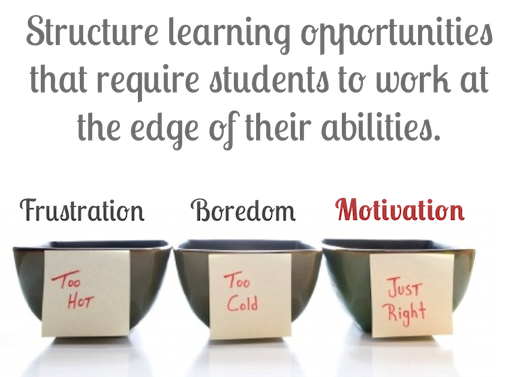 Structure learning opportunities
that require students to work at
the edge of their abilities.
Frustration Boredom Motivation
Too
Hot
Too
Cold
Just
Right